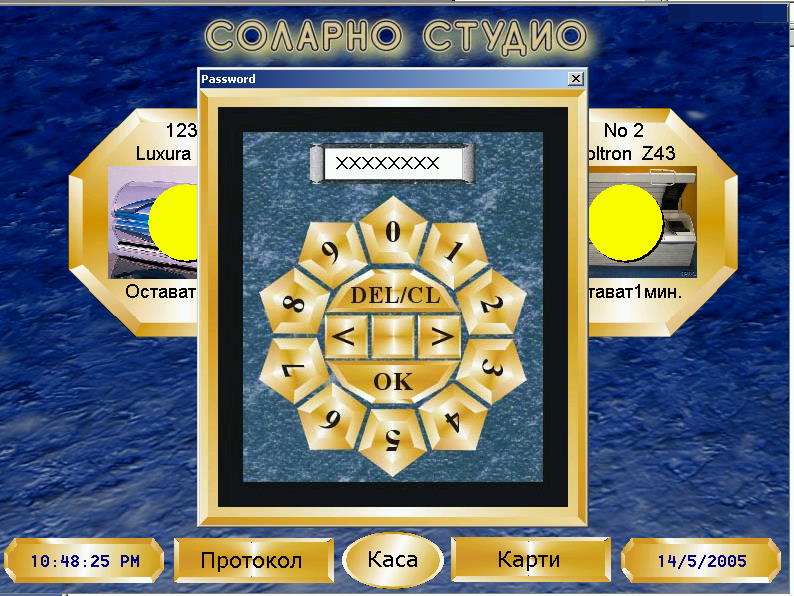 СОЛАРНО СТУДИО
Password
123
Luxura
No 2
oltron Z43
XXXXXXXX
0
1
2
3
4
5
6
7
8
9
DEL/CL
< >
OK
Остават
тават1мин.
10:48:25 PM
Протокол
Каса
Карти
14/5/2005